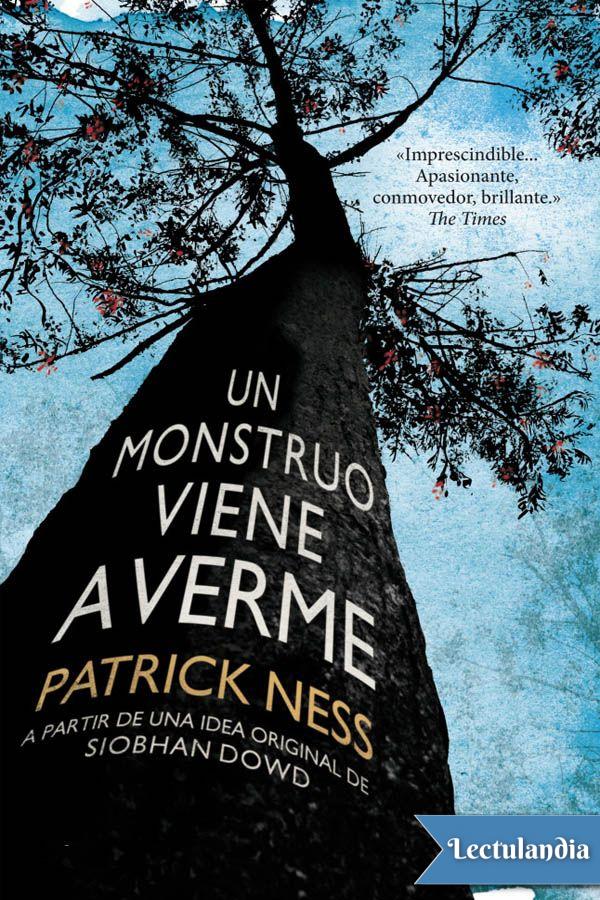 «Imprescindible...
Apasionante,
conmovedor, brillante.»
The Times
UN
MONSTRUO
VIENE
A VERME
PATRICK NESS
A PARTIR DE UNA IDEA ORIGINAL DE
SIOBHAN DOWD
Lectulandia